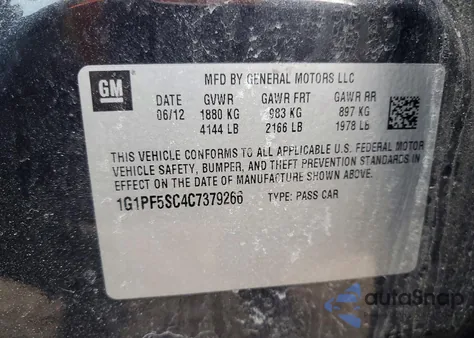 GM
MFD BY GENERAL MOTORS LLC
DATE GVWR GAWR FRT GAWR RR
06/12 1880 KG 983 KG 897 KG
4144 LB 2166 LB 1978 LB
THIS VEHICLE CONFORMS TO ALL APPLICABLE U.S. FEDERAL MOTOR
VEHICLE SAFETY, BUMPER, AND THEFT PREVENTION STANDARDS IN
EFFECT ON THE DATE OF MANUFACTURE SHOWN ABOVE.
1G1PF5SC4C7379266 TYPE: PASS CAR
autoSnap